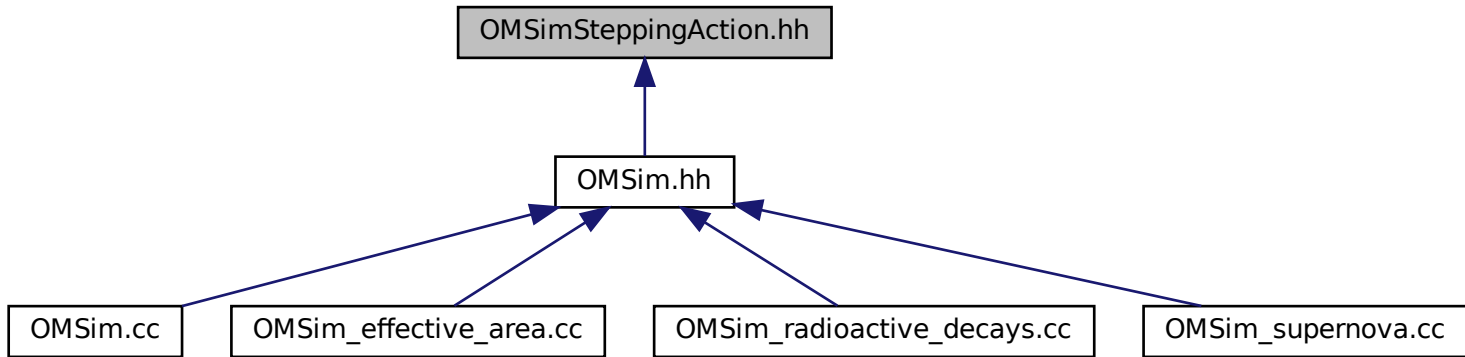 OMSimSteppingAction.hh
OMSim.hh
OMSim.cc
OMSim_effective_area.cc
OMSim_radioactive_decays.cc
OMSim_supernova.cc